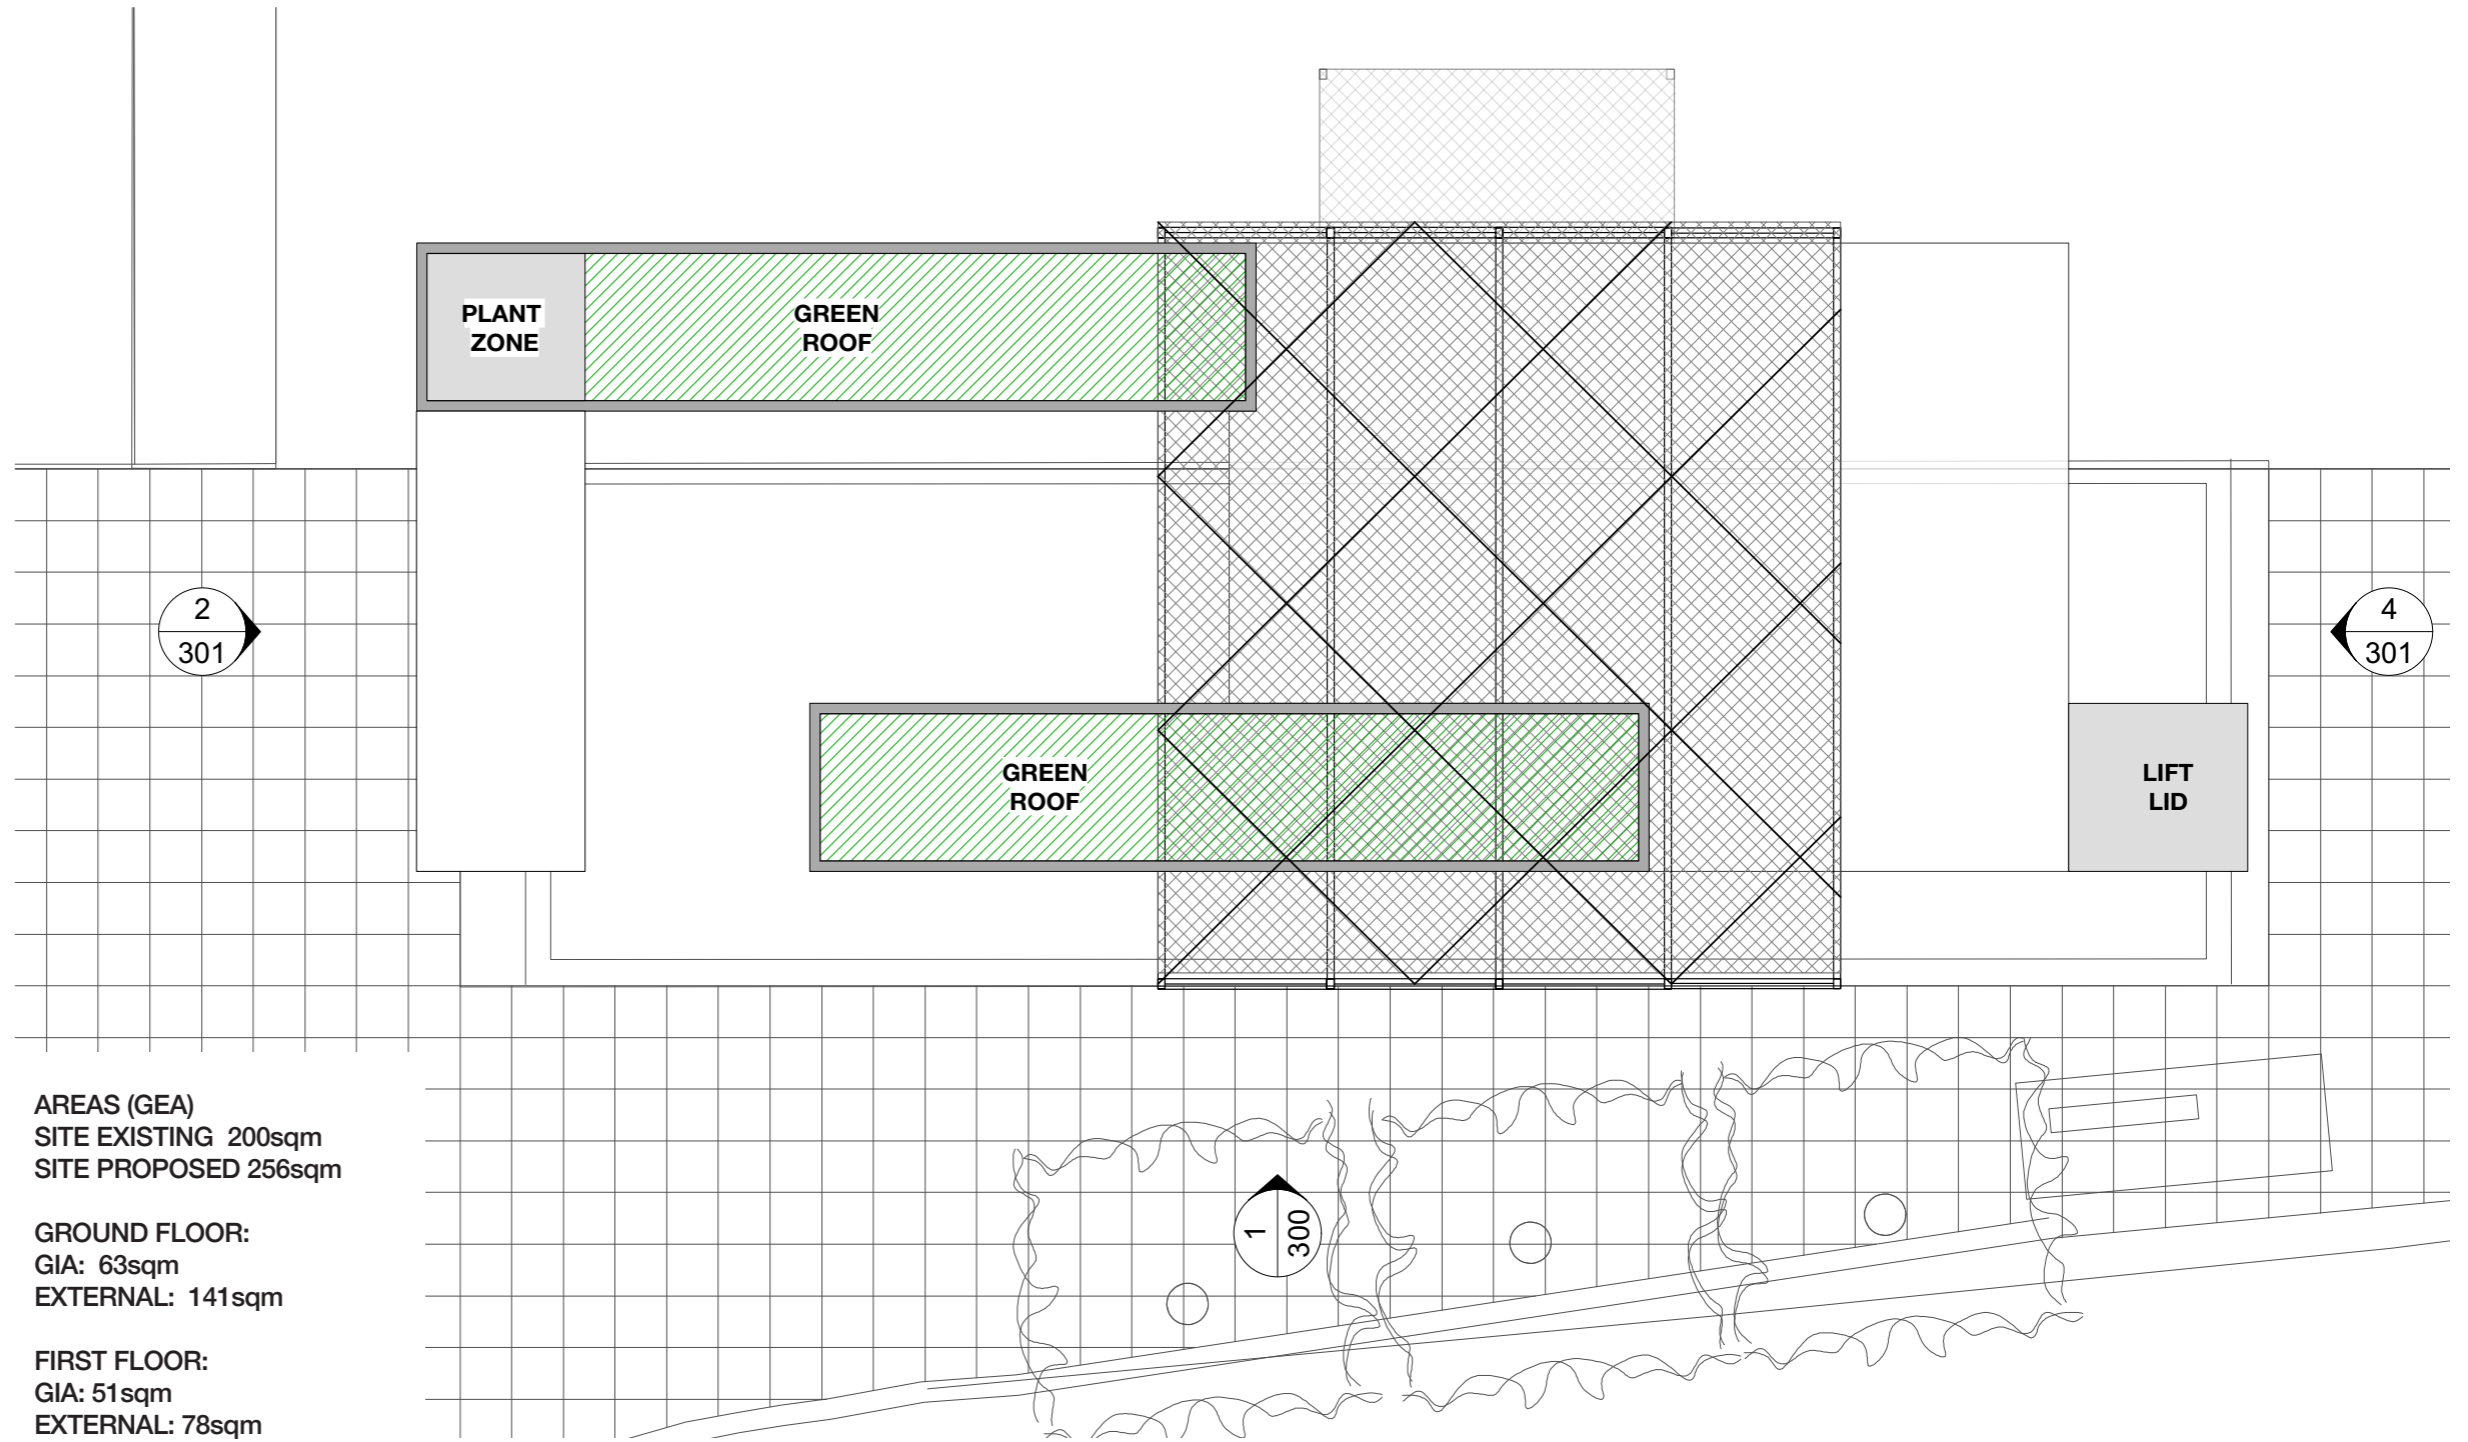 PLANT
ZONE
GREEN
ROOF
2
301
4
301
GREEN
ROOF
LIFT
LID
1
300
AREAS (GEA)
SITE EXISTING 200sqm
SITE PROPOSED 256sqm
GROUND FLOOR:
GIA: 63sqm
EXTERNAL: 141sqm
FIRST FLOOR:
GIA: 51sqm
EXTERNAL: 78sqm